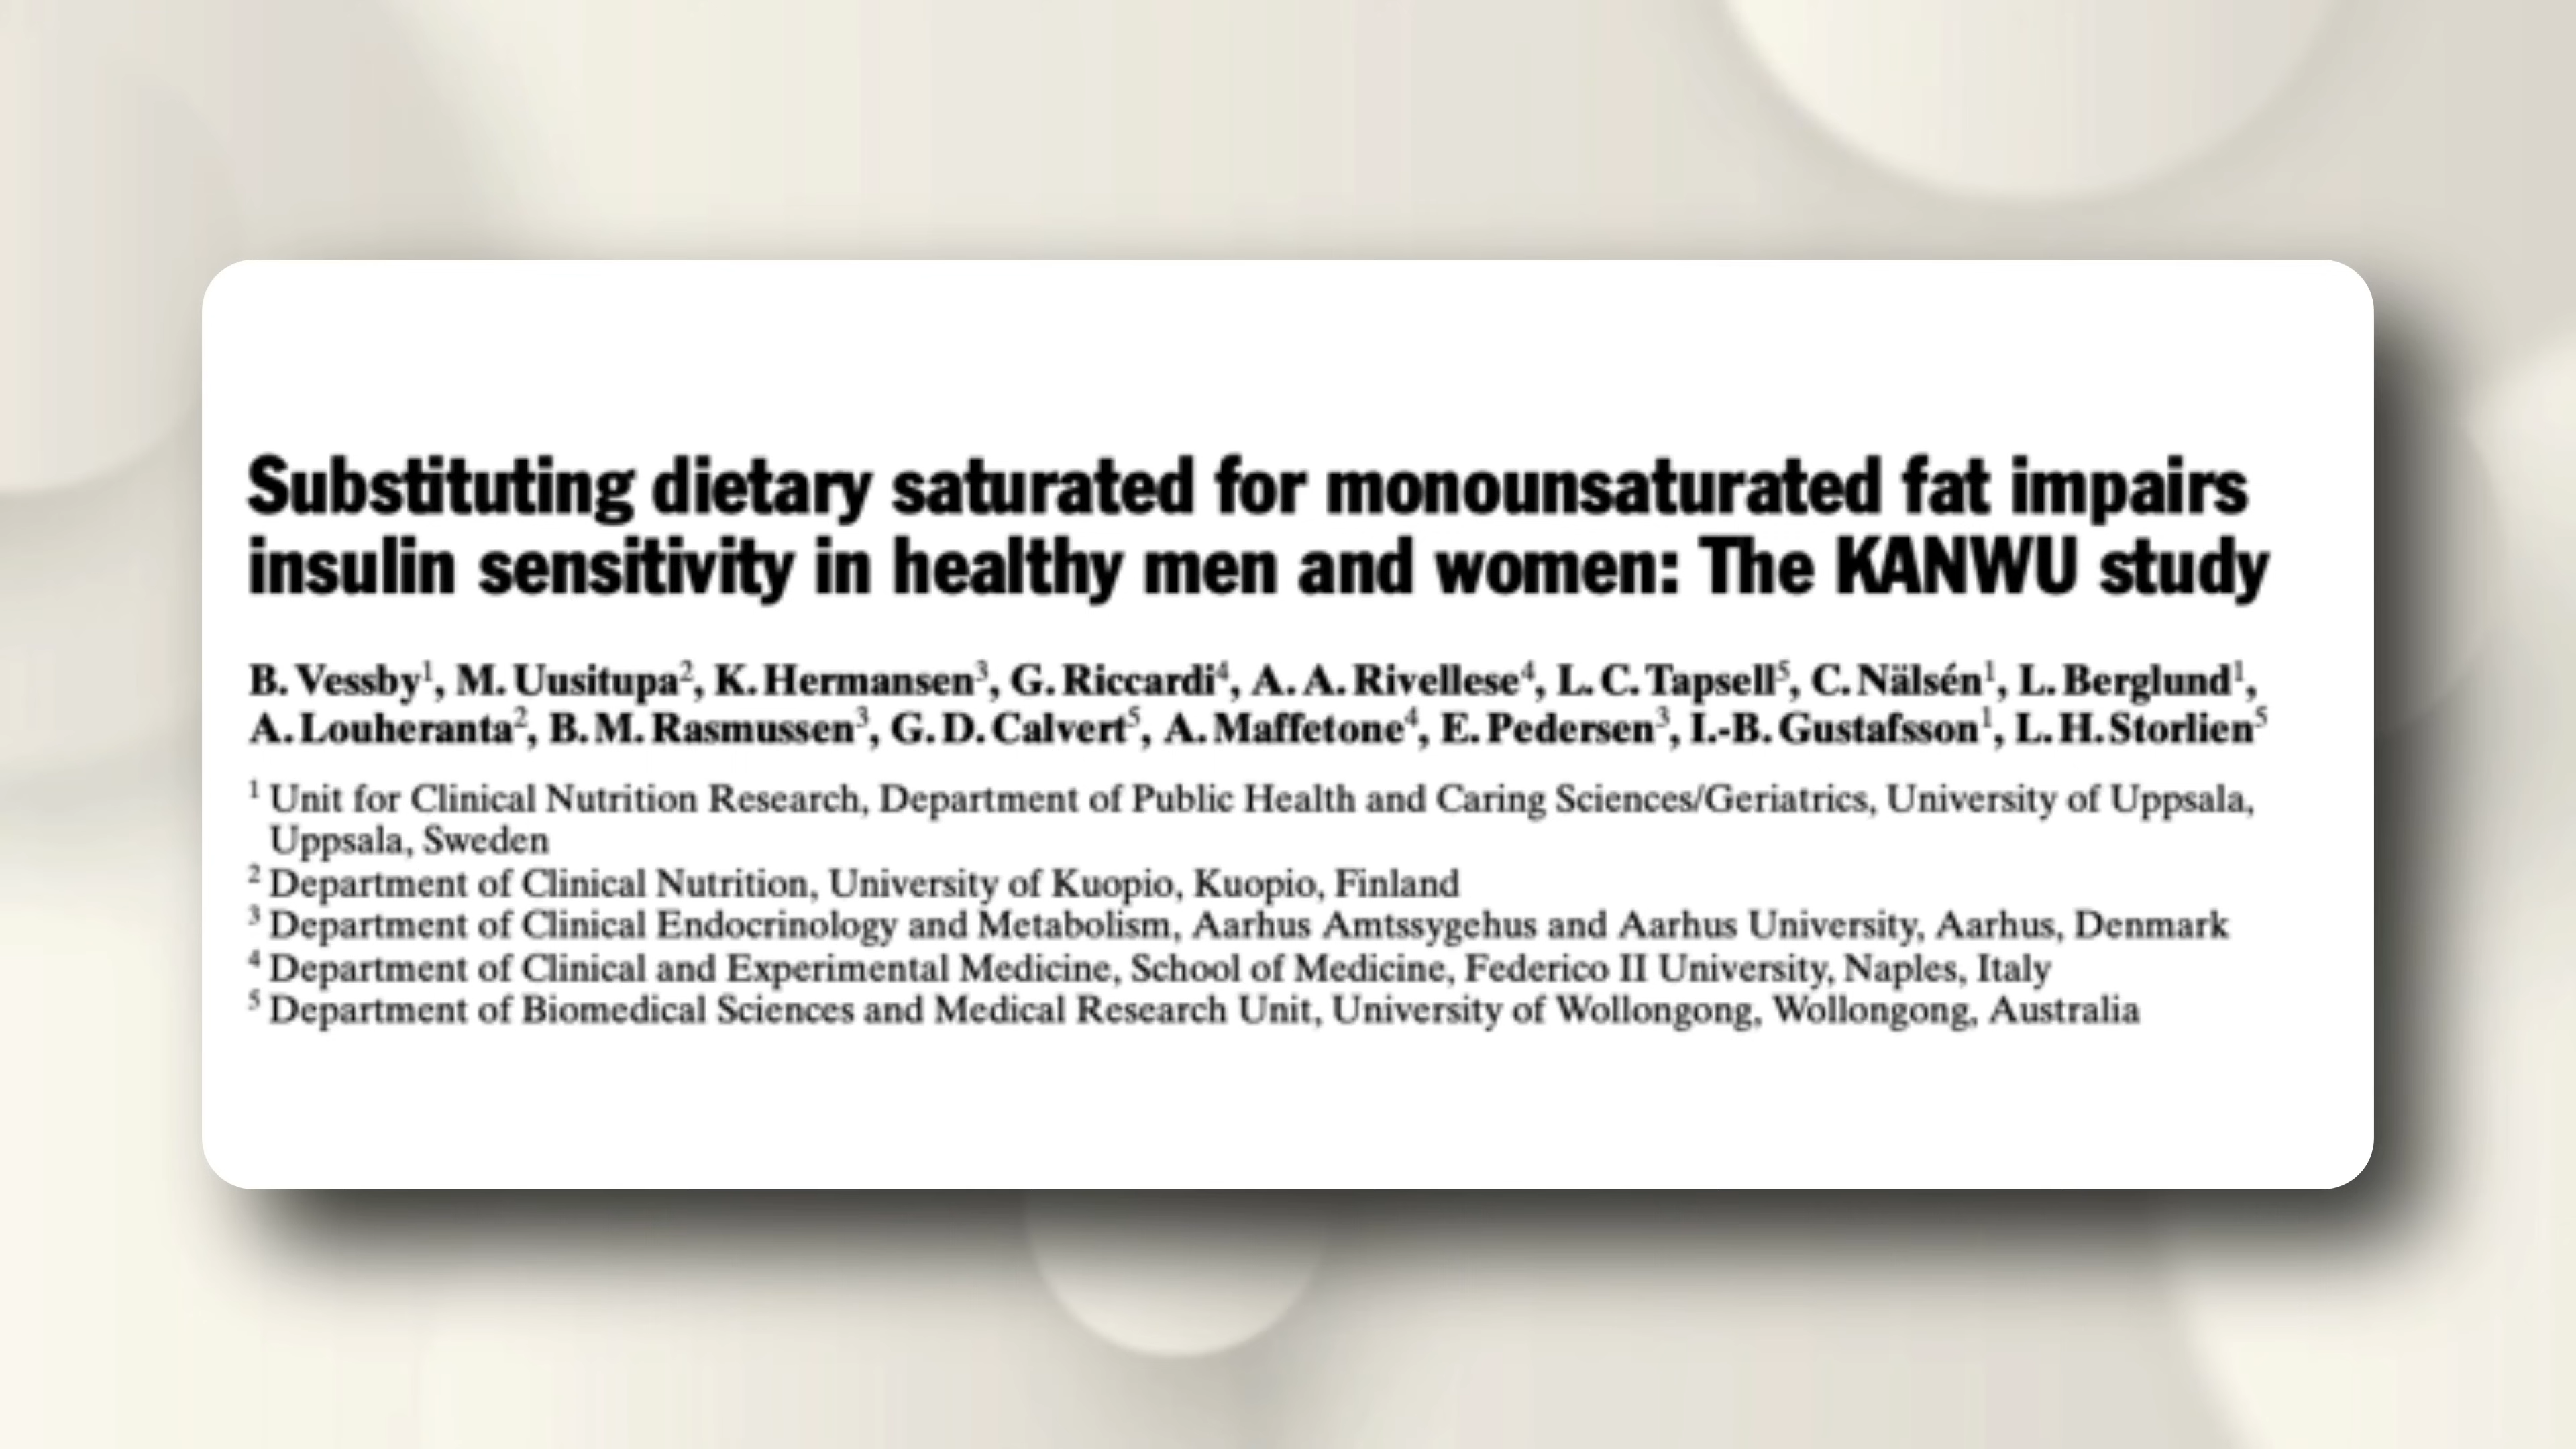 Substituting dietary saturated for monounsaturated fat impairs
insulin sensitivity in healthy men and women: The KANWU study
B. Vessby¹, M. Uusitupa², K. Hermansen³, G. Riccardi⁴, A. A. Rivellese⁴, L. C. Tapsell⁵, C. Nälsén¹, L. Berglund¹,
A. Louheranta², B. M. Rasmussen³, G. D. Calvert⁵, A. Maffetone⁴, E. Pedersen³, I.-B. Gustafsson¹, L. H. Storlien⁵
¹ Unit for Clinical Nutrition Research, Department of Public Health and Caring Sciences/Geriatrics, University of Uppsala,
Uppsala, Sweden
² Department of Clinical Nutrition, University of Kuopio, Kuopio, Finland
³ Department of Clinical Endocrinology and Metabolism, Aarhus Amtssygehus and Aarhus University, Aarhus, Denmark
⁴ Department of Clinical and Experimental Medicine, School of Medicine, Federico II University, Naples, Italy
⁵ Department of Biomedical Sciences and Medical Research Unit, University of Wollongong, Wollongong, Australia